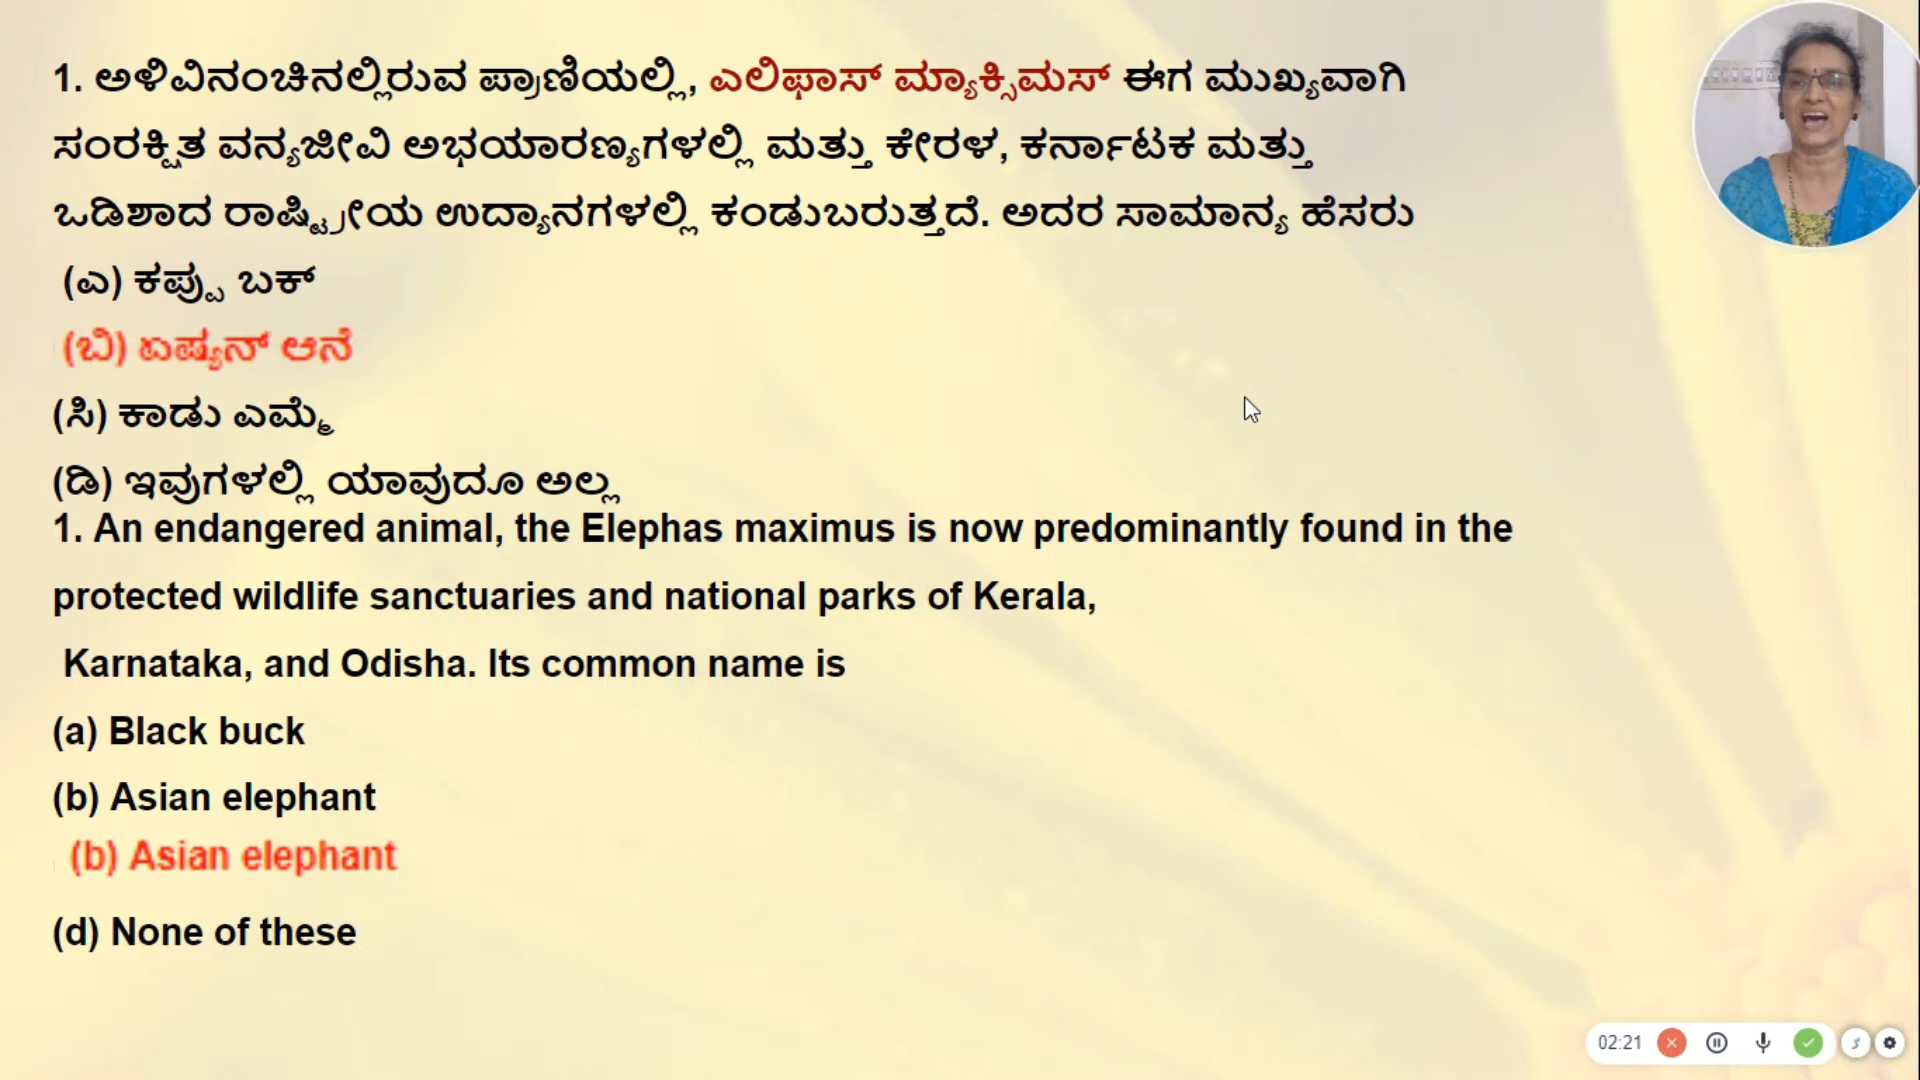 1. ಅಳಿವಿನಂಚಿನಲ್ಲಿರುವ ಪ್ರಾಣಿಯಲ್ಲಿ, ಎಲಿಫಾಸ್ ಮ್ಯಾಕ್ಸಿಮಸ್ ಈಗ ಮುಖ್ಯವಾಗಿ
ಸಂರಕ್ಷಿತ ವನ್ಯಜೀವಿ ಅಭಯಾರಣ್ಯಗಳಲ್ಲಿ ಮತ್ತು ಕೇರಳ, ಕರ್ನಾಟಕ ಮತ್ತು
ಒಡಿಶಾದ ರಾಷ್ಟ್ರೀಯ ಉದ್ಯಾನಗಳಲ್ಲಿ ಕಂಡುಬರುತ್ತದೆ. ಅದರ ಸಾಮಾನ್ಯ ಹೆಸರು
(ಎ) ಕಪ್ಪು ಬಕ್
(ಬಿ) ಏಷ್ಯನ್ ಆನೆ
(ಸಿ) ಕಾಡು ಎಮ್ಮೆ
(ಡಿ) ಇವುಗಳಲ್ಲಿ ಯಾವುದೂ ಅಲ್ಲ
1. An endangered animal, the Elephas maximus is now predominantly found in the
protected wildlife sanctuaries and national parks of Kerala,
Karnataka, and Odisha. Its common name is
(a) Black buck
(b) Asian elephant
(b) Asian elephant
(d) None of these
02:21